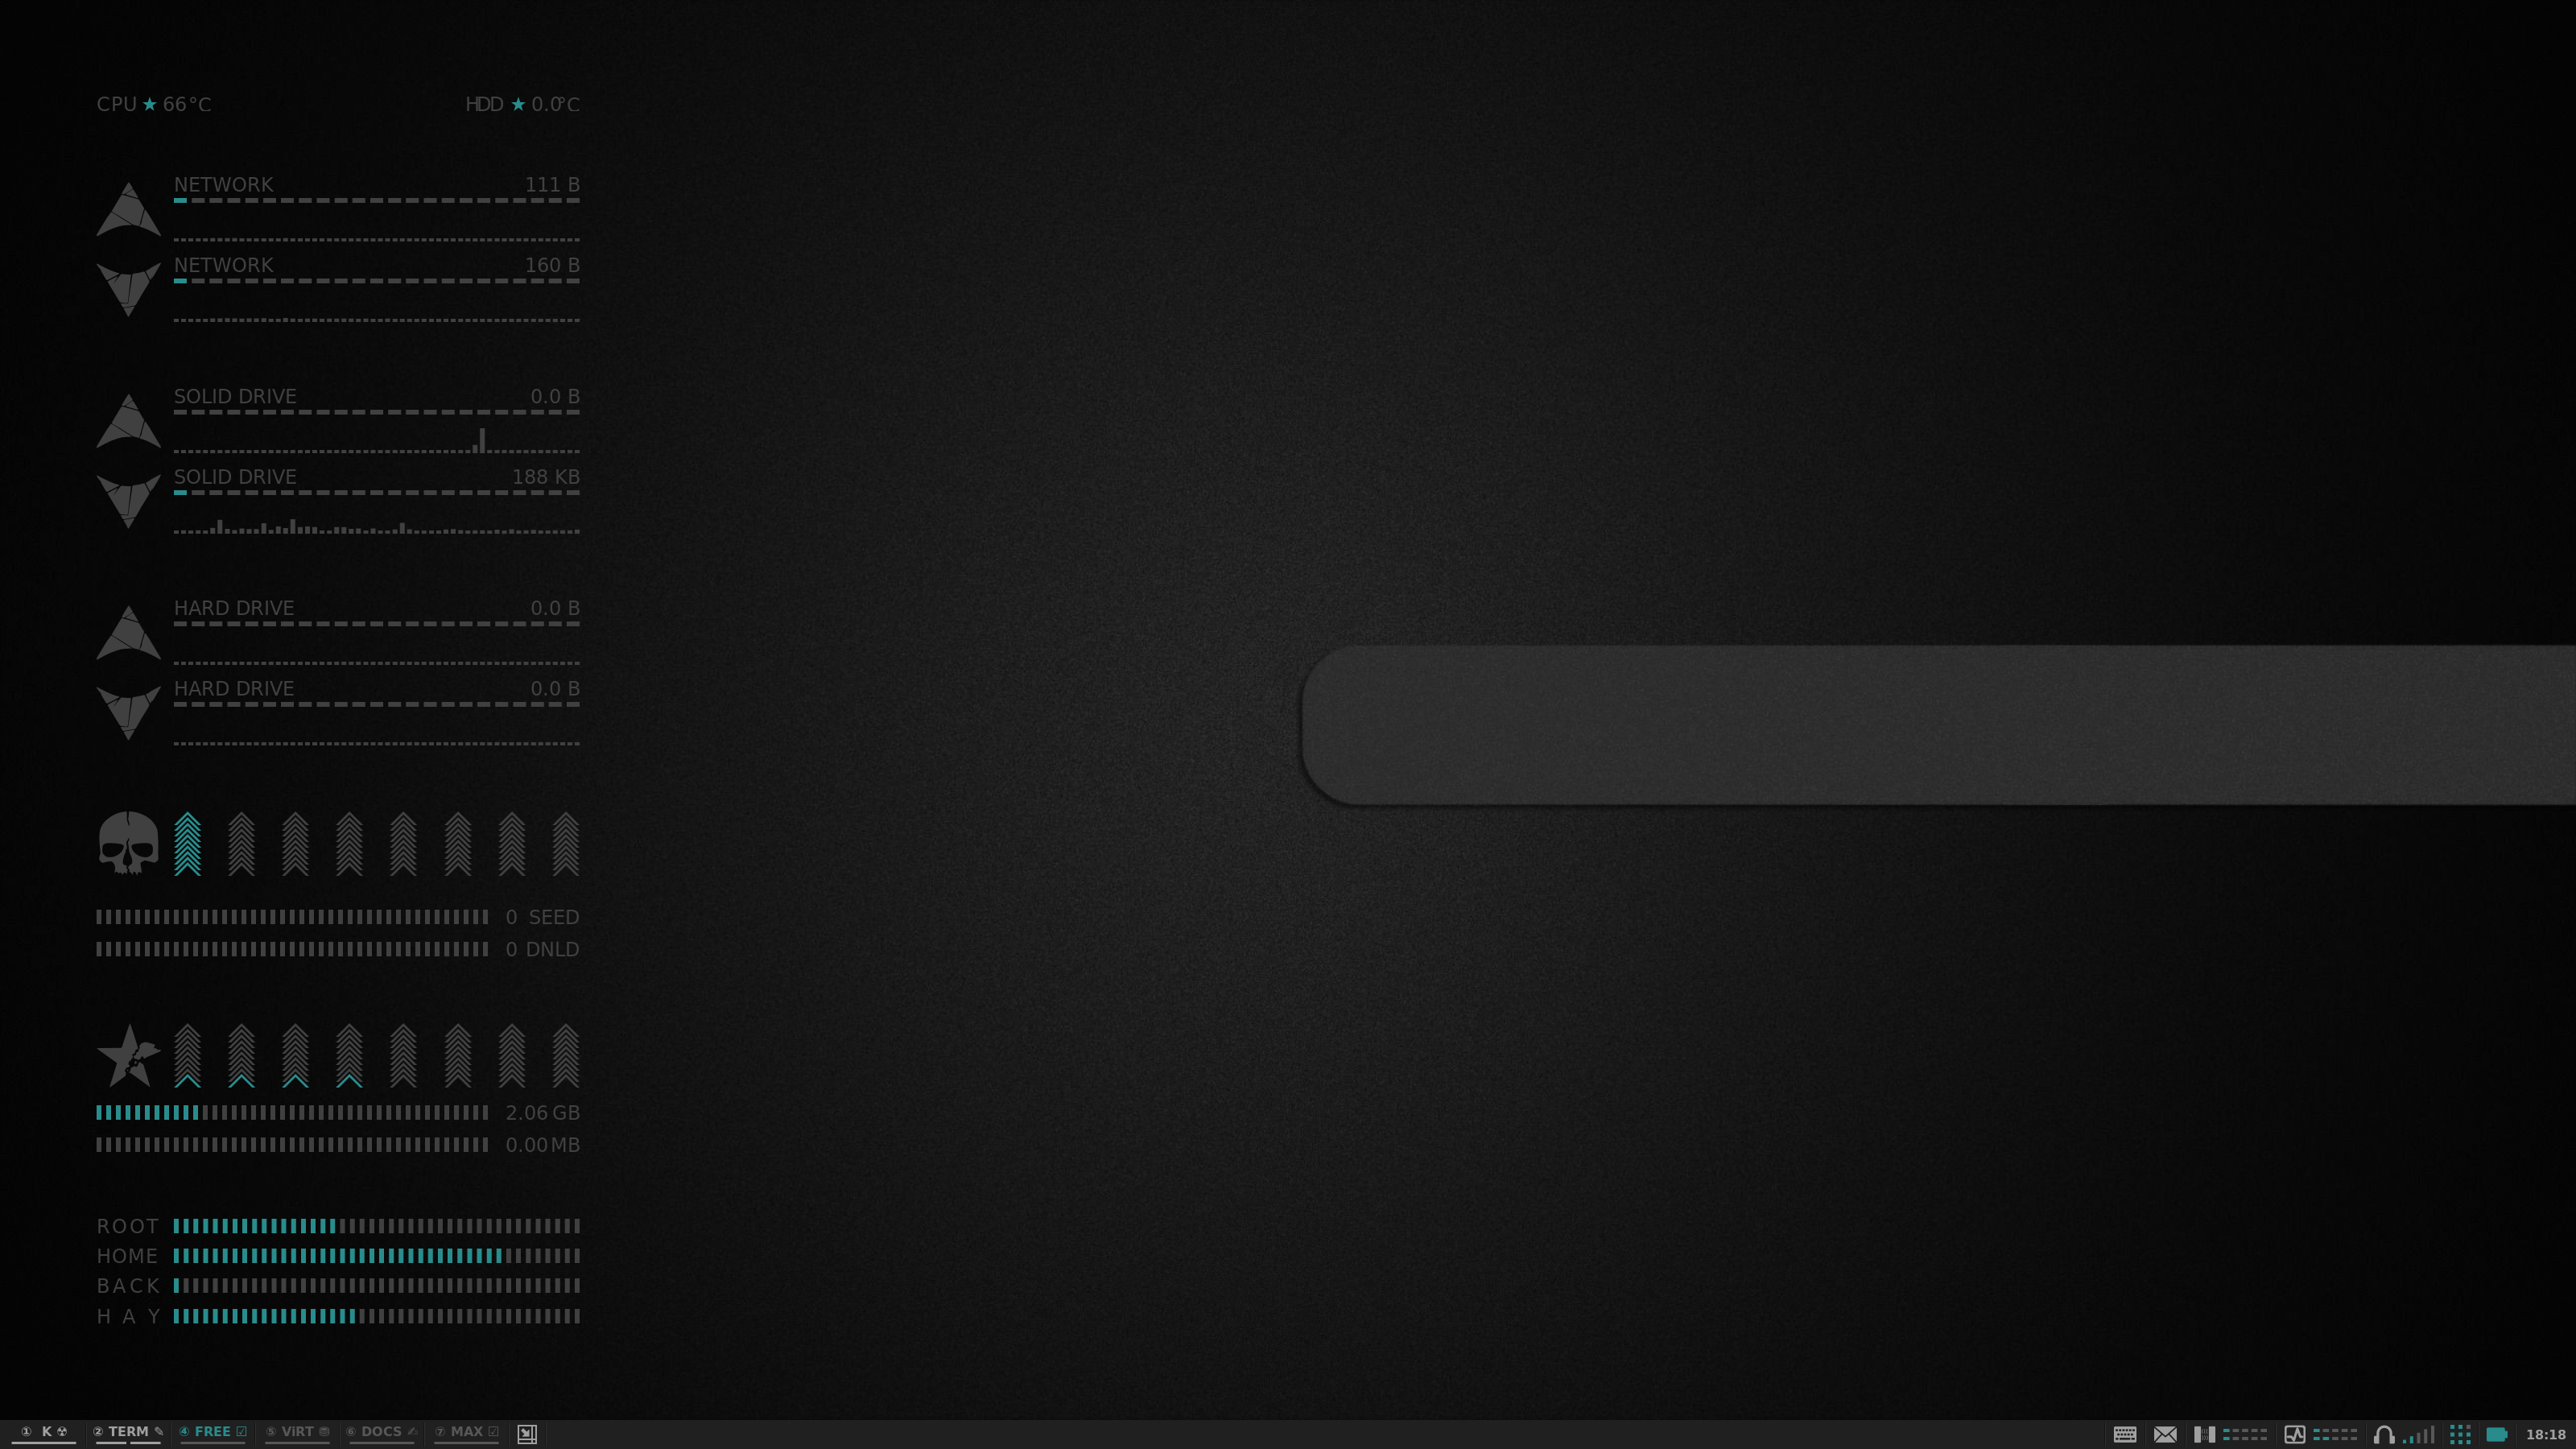 CPU ★ 66°C HDD ★ 0.0°C
NETWORK 111 B
NETWORK 160 B
SOLID DRIVE 0.0 B
SOLID DRIVE 188 KB
HARD DRIVE 0.0 B
HARD DRIVE 0.0 B
0 SEED
0 DNLD
2.06 GB
0.00 MB
ROOT
HOME
BACK
H A Y
① K ☢ ② TERM ✎ ④ FREE ☑ ⑤ VIRT ⛃ ⑥ DOCS ✍ ⑦ MAX ☑ 18:18